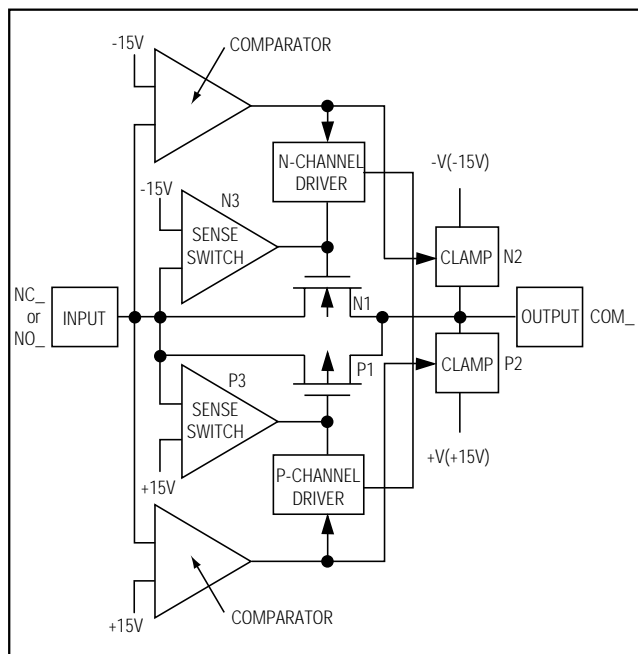 -15V
COMPARATOR
N-CHANNEL
DRIVER
-V(-15V)
-15V
N3
SENSE
SWITCH
CLAMP
N2
NC_
or
NO_
INPUT
N1
OUTPUT
COM_
P1
CLAMP
P2
P3
SENSE
SWITCH
+15V
P-CHANNEL
DRIVER
+V(+15V)
+15V
COMPARATOR